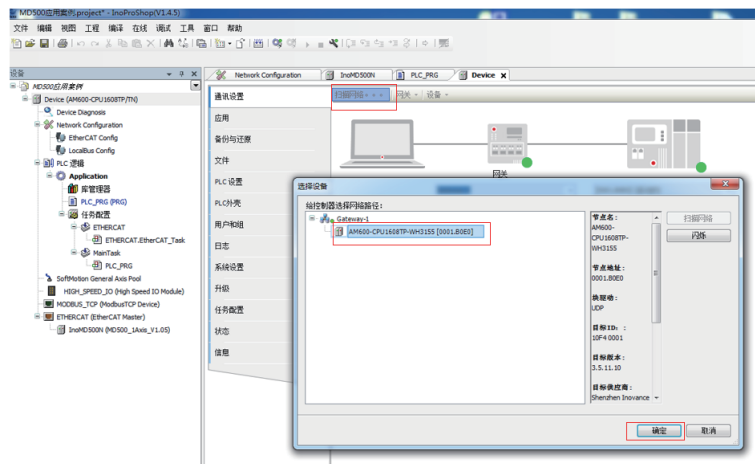 MD500应用案例.project* - InoProShop(V1.4.5)
文件 编辑 视图 工程 编译 在线 调试 工具 窗口 帮助
设备
MD500应用案例
Device (AM600-CPU1608TP/TN)
Device Diagnosis
Network Configuration
EtherCAT Config
LocalBus Config
PLC 逻辑
Application
库管理器
PLC_PRG (PRG)
任务配置
ETHERCAT
ETHERCAT.EtherCAT_Task
MainTask
PLC_PRG
SoftMotion General Axis Pool
HIGH_SPEED_IO (High Speed IO Module)
MODBUS_TCP (ModbusTCP Device)
ETHERCAT (EtherCAT Master)
InoMD500N (MD500_1Axis_V1.05)
Network Configuration InoMD500N PLC_PRG Device
通讯设置
应用
备份与还原
文件
PLC 设置
PLC外壳
用户和组
日志
系统设置
升级
任务配置
状态
信息
扫描网络... 网关 设备
网关
选择设备
给控制器选择网络路径:
Gateway-1
AM600-CPU1608TP-WH3155 [0001.B0E0]
节点名:
AM600-
CPU1608TP-
WH3155
节点地址:
0001.B0E0
块驱动:
UDP
目标ID: :
10F4 0001
目标版本:
3.5.11.10
目标供应商:
Shenzhen Inovance
扫描网络
闪烁
确定 取消